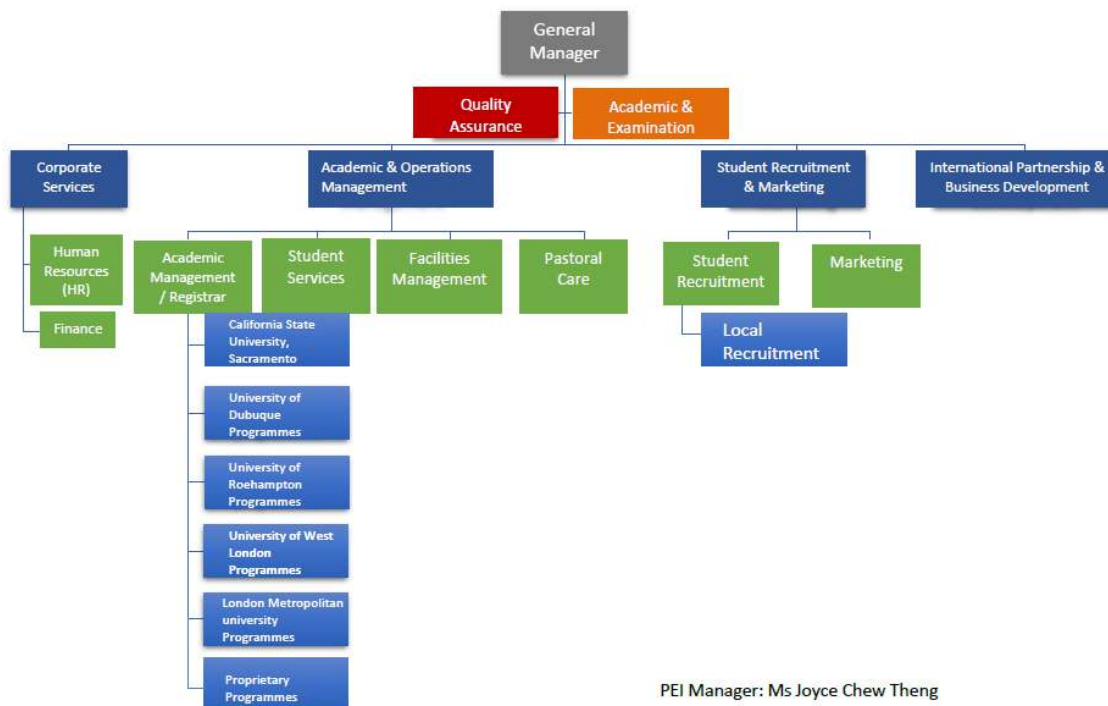 General
Manager
Quality
Assurance
Academic &
Examination
Corporate
Services
Academic & Operations
Management
Student Recruitment
& Marketing
International Partnership &
Business Development
Human
Resources
(HR)
Finance
Academic
Management
/ Registrar
Student
Services
Facilities
Management
Pastoral
Care
Student
Recruitment
Marketing
Local
Recruitment
California State
University,
Sacramento
University of
Dubuque
Programmes
University of
Roehampton
Programmes
University of West
London
Programmes
London Metropolitan
university
Programmes
Proprietary
Programmes
PEI Manager: Ms Joyce Chew Theng